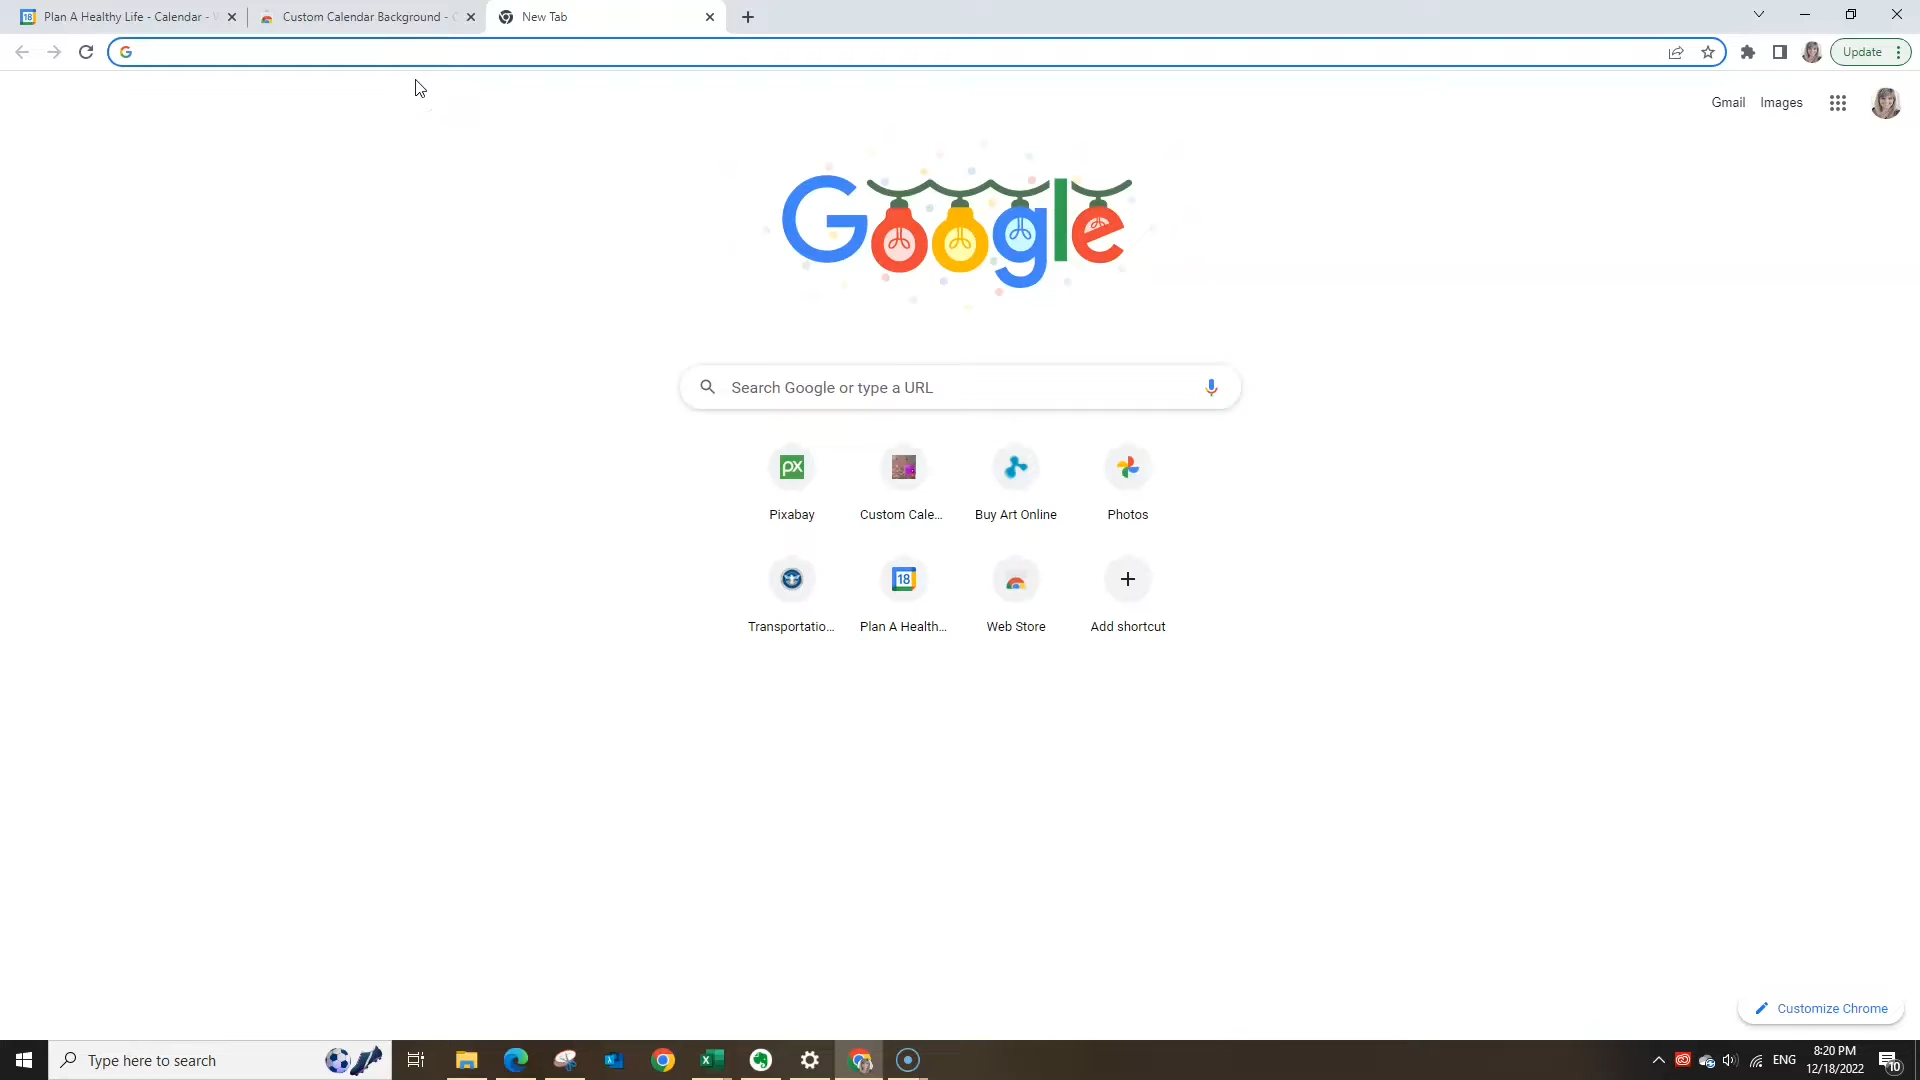 Plan A Healthy Life - Calendar -
Custom Calendar Background -
New Tab
Update
Gmail
Images
Google
Search Google or type a URL
Pixabay
Custom Cale...
Buy Art Online
Photos
Transportatio...
Plan A Health...
Web Store
Add shortcut
Customize Chrome
Type here to search
ENG
8:20 PM
12/18/2022
10